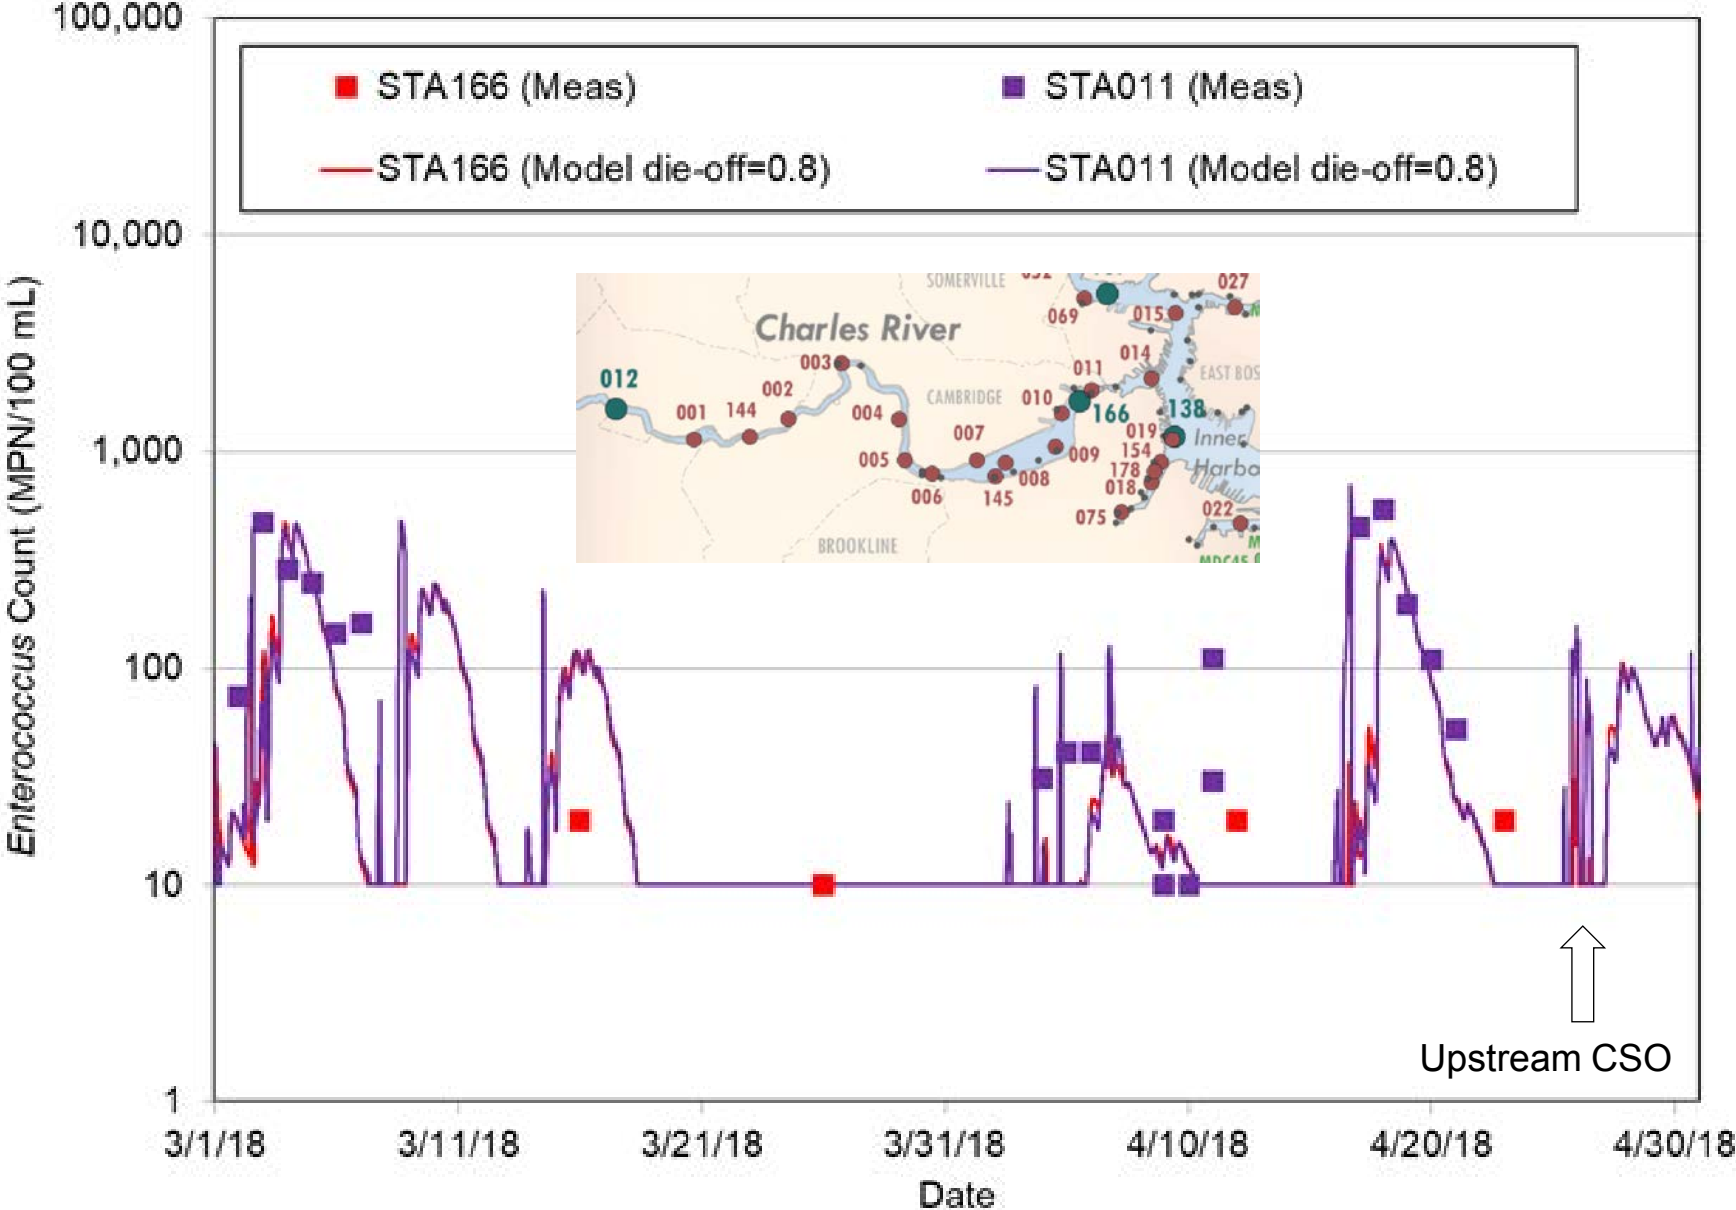 100,000
STA166 (Meas)
STA011 (Meas)
STA166 (Model die-off=0.8)
STA011 (Model die-off=0.8)
10,000
1,000
100
10
1
Enterococcus Count (MPN/100 mL)
SOMERVILLE
027
069
015
Charles River
003
014
011
EAST BOS
012
002
CAMBRIDGE
010
001
144
004
166
138
007
019
Inner
005
009
154
Harbo
178
006
145
008
018
075
022
BROOKLINE
MDC45
Upstream CSO
3/1/18
3/11/18
3/21/18
3/31/18
4/10/18
4/20/18
4/30/18
Date